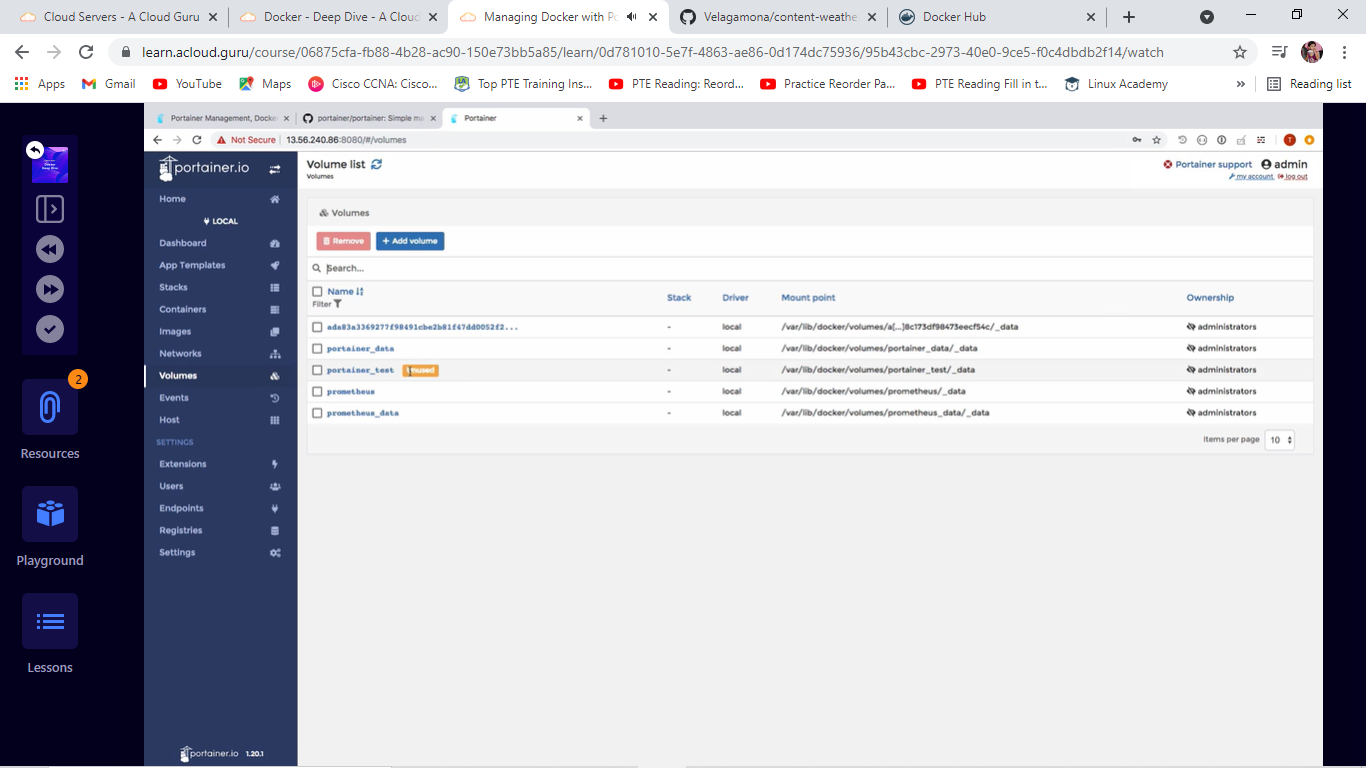 Cloud Servers - A Cloud Guru
Docker - Deep Dive - A Cloud
Managing Docker with Po
Velagamona/content-weathe
Docker Hub
learn.acloud.guru/course/06875cfa-fb88-4b28-ac90-150e73bb5a85/learn/0d781010-5e7f-4863-ae86-0d174dc75936/95b43cbc-2973-40e0-9ce5-f0c4dbdb2f14/watch
Apps
Gmail
YouTube
Maps
Cisco CCNA: Cisco...
Top PTE Training Ins...
PTE Reading: Reord...
Practice Reorder Pa...
PTE Reading Fill in t...
Linux Academy
»
Reading list
Portainer Management, Docke
portainer/portainer: Simple ma
Portainer
Not Secure
13.56.240.86:8080/#/volumes
portainer.io
Volume list
Volumes
Portainer support
admin
my account
log out
Home
LOCAL
Dashboard
App Templates
Stacks
Containers
Images
Networks
Volumes
Events
Host
SETTINGS
Extensions
Users
Endpoints
Registries
Settings
portainer.io 1.20.1
Volumes
Remove
+ Add volume
Search...
Name
Filter
Stack
Driver
Mount point
Ownership
ada83a3369277f98491cbe2b81f47dd0052f2... - local /var/lib/docker/volumes/a[...]8c173df98473eecf54c/_data administrators
portainer_data - local /var/lib/docker/volumes/portainer_data/_data administrators
portainer_test Unused - local /var/lib/docker/volumes/portainer_test/_data administrators
prometheus - local /var/lib/docker/volumes/prometheus/_data administrators
prometheus_data - local /var/lib/docker/volumes/prometheus_data/_data administrators
Items per page 10
Docker
Deep Dive
2
Resources
Playground
Lessons